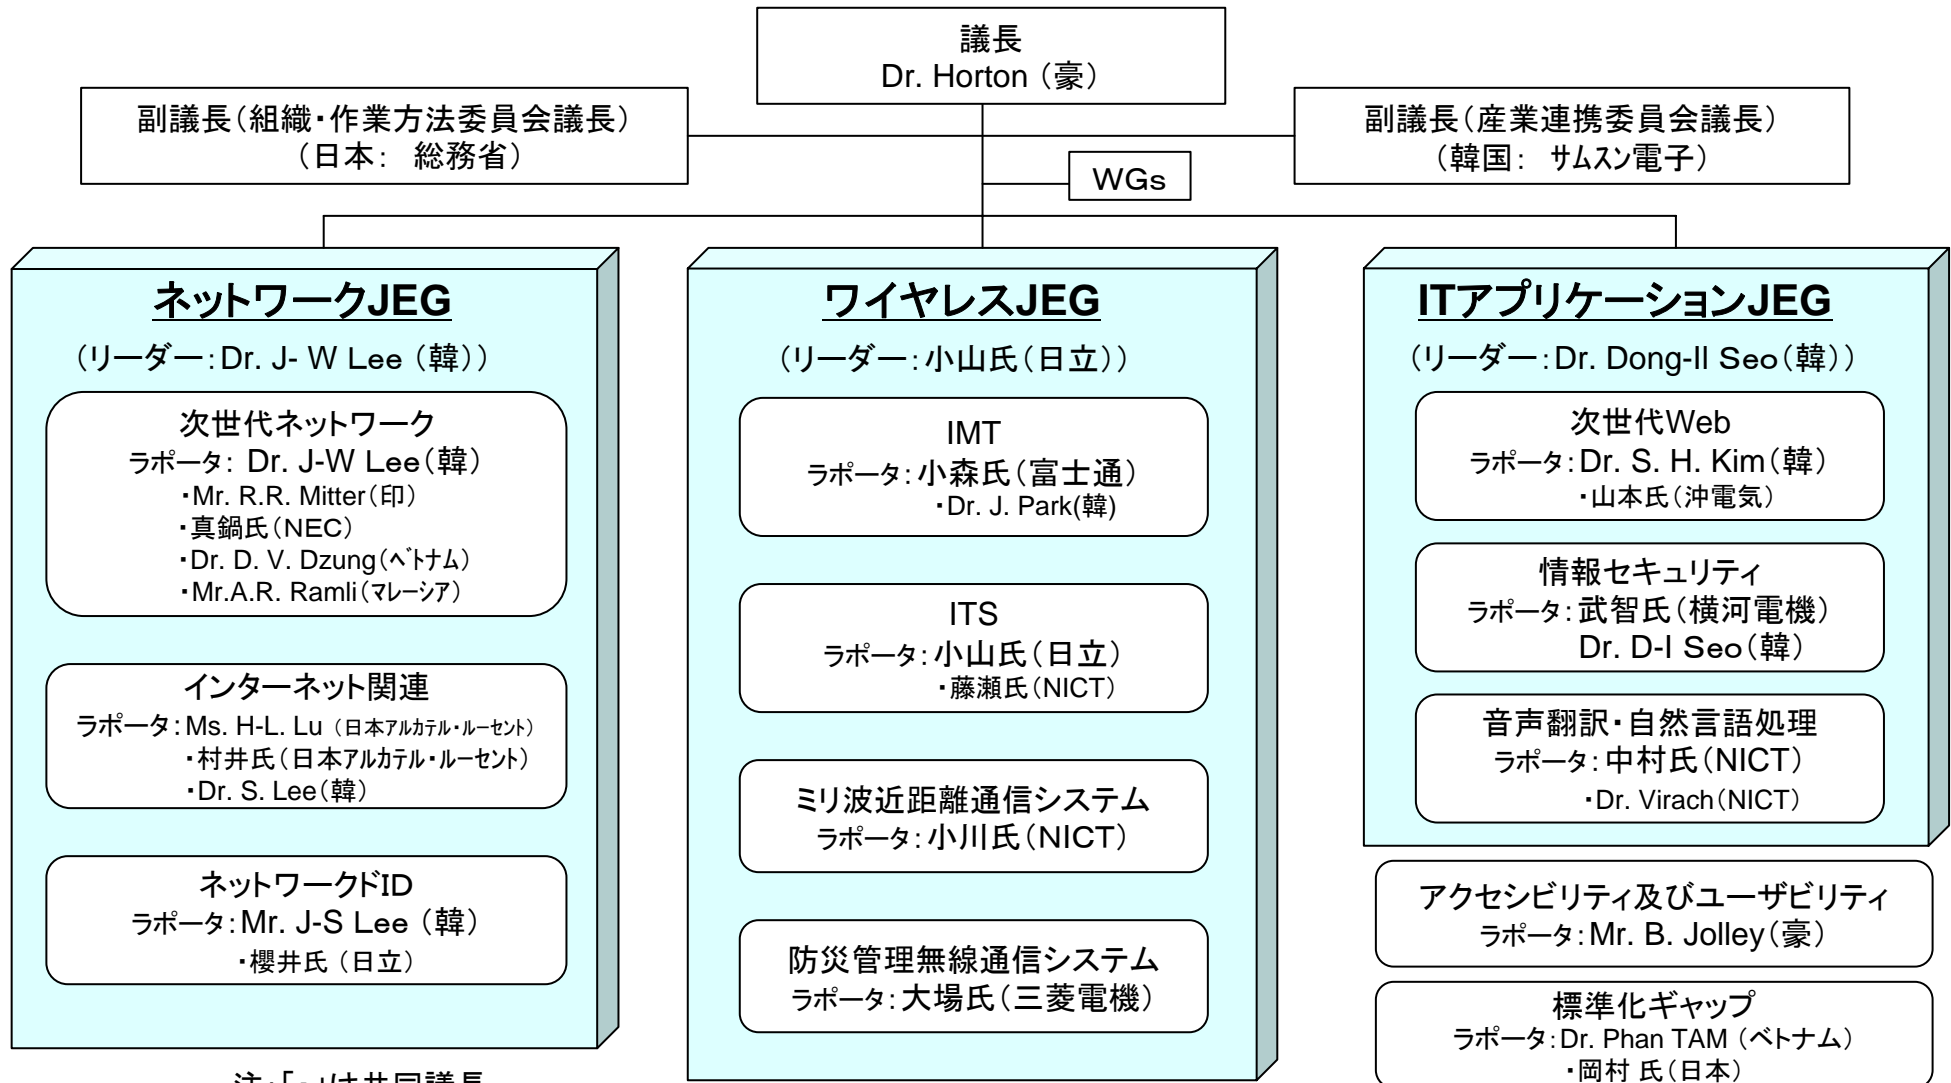 議長
Dr. Horton（豪）
副議長（組織・作業方法委員会議長）
（日本： 総務省）
副議長（産業連携委員会議長）
（韓国： ｻﾑｽﾝ電子）
ＷＧｓ
ネットワークJEG
（リーダー：Dr. J- W Ｌｅｅ（韓））
次世代ネットワーク
ラポータ： Dr. J-W Ｌｅｅ（韓）
・Mr. R.R. Mitter（印）
・真鍋氏（ＮＥＣ）
・Dr. D. V. Dzung（ﾍﾞﾄﾅﾑ）
・Mr.A.R. Ramli（ﾏﾚｰｼｱ）
インターネット関連
ラポータ：Ms. H-L. Lu （日本ｱﾙｶﾃﾙ・ﾙｰｾﾝﾄ）
・村井氏（日本ｱﾙｶﾃﾙ・ﾙｰｾﾝﾄ）
・Dr. S. Lee（韓）
ネットワークドＩＤ
ラポータ：Mr. J-S Ｌｅｅ （韓）
・櫻井氏 （日立）
ワイヤレスJEG
（リーダー：小山氏（日立））
IMT
ラポータ：小森氏（富士通）
・Dr. J. Park(韓)
ITS
ラポータ：小山氏（日立）
・藤瀬氏（NICT）
ミリ波近距離通信システム
ラポータ：小川氏（NICT）
防災管理無線通信システム
ラポータ：大場氏（三菱電機）
ITアプリケーションJEG
（リーダー：Dr. Dong-Il Ｓｅｏ（韓））
次世代Web
ラポータ：Dr. S. H. Kim（韓）
・山本氏（沖電気）
情報セキュリティ
ラポータ：武智氏（横河電機）
Dr. D-I Ｓｅｏ（韓）
音声翻訳・自然言語処理
ラポータ：中村氏（NICT）
・Dr. Virach（NICT）
アクセシビリティ及びユーザビリティ
ラポータ：Mr. B. Jolley（豪）
標準化ギャップ
ラポータ：Dr. Phan TAM （ベトナム）
・岡村 氏（日本）